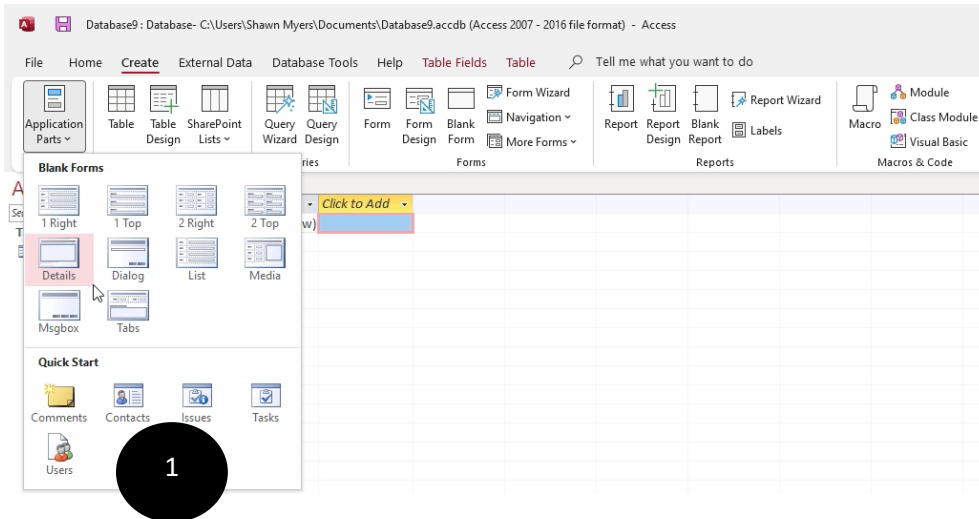 Database9 : Database- C:\Users\Shawn Myers\Documents\Database9.accdb (Access 2007 - 2016 file format) - Access
File Home Create External Data Database Tools Help Table Fields Table Tell me what you want to do
Application Parts
Table
Table Design
SharePoint Lists
Query Wizard
Query Design
Form
Form Design
Blank Form
Form Wizard
Navigation
More Forms
Forms
Report
Report Design
Blank Report
Report Wizard
Labels
Reports
Macro
Module
Class Module
Visual Basic
Macros & Code
Blank Forms
1 Right 1 Top 2 Right 2 Top
Details Dialog List Media
Msgbox Tabs
Quick Start
Comments Contacts Issues Tasks
Users
Click to Add
1